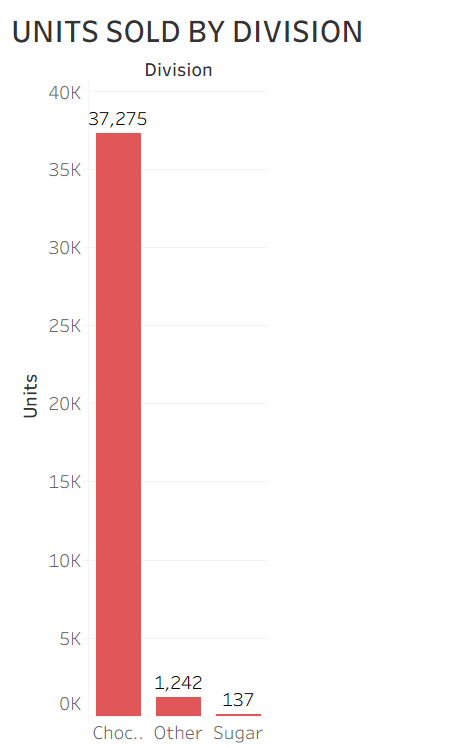 UNITS SOLD BY DIVISION
Division
40K
37,275
35K
30K
25K
Units
20K
15K
10K
5K
1,242
137
0K
Choc.. Other Sugar